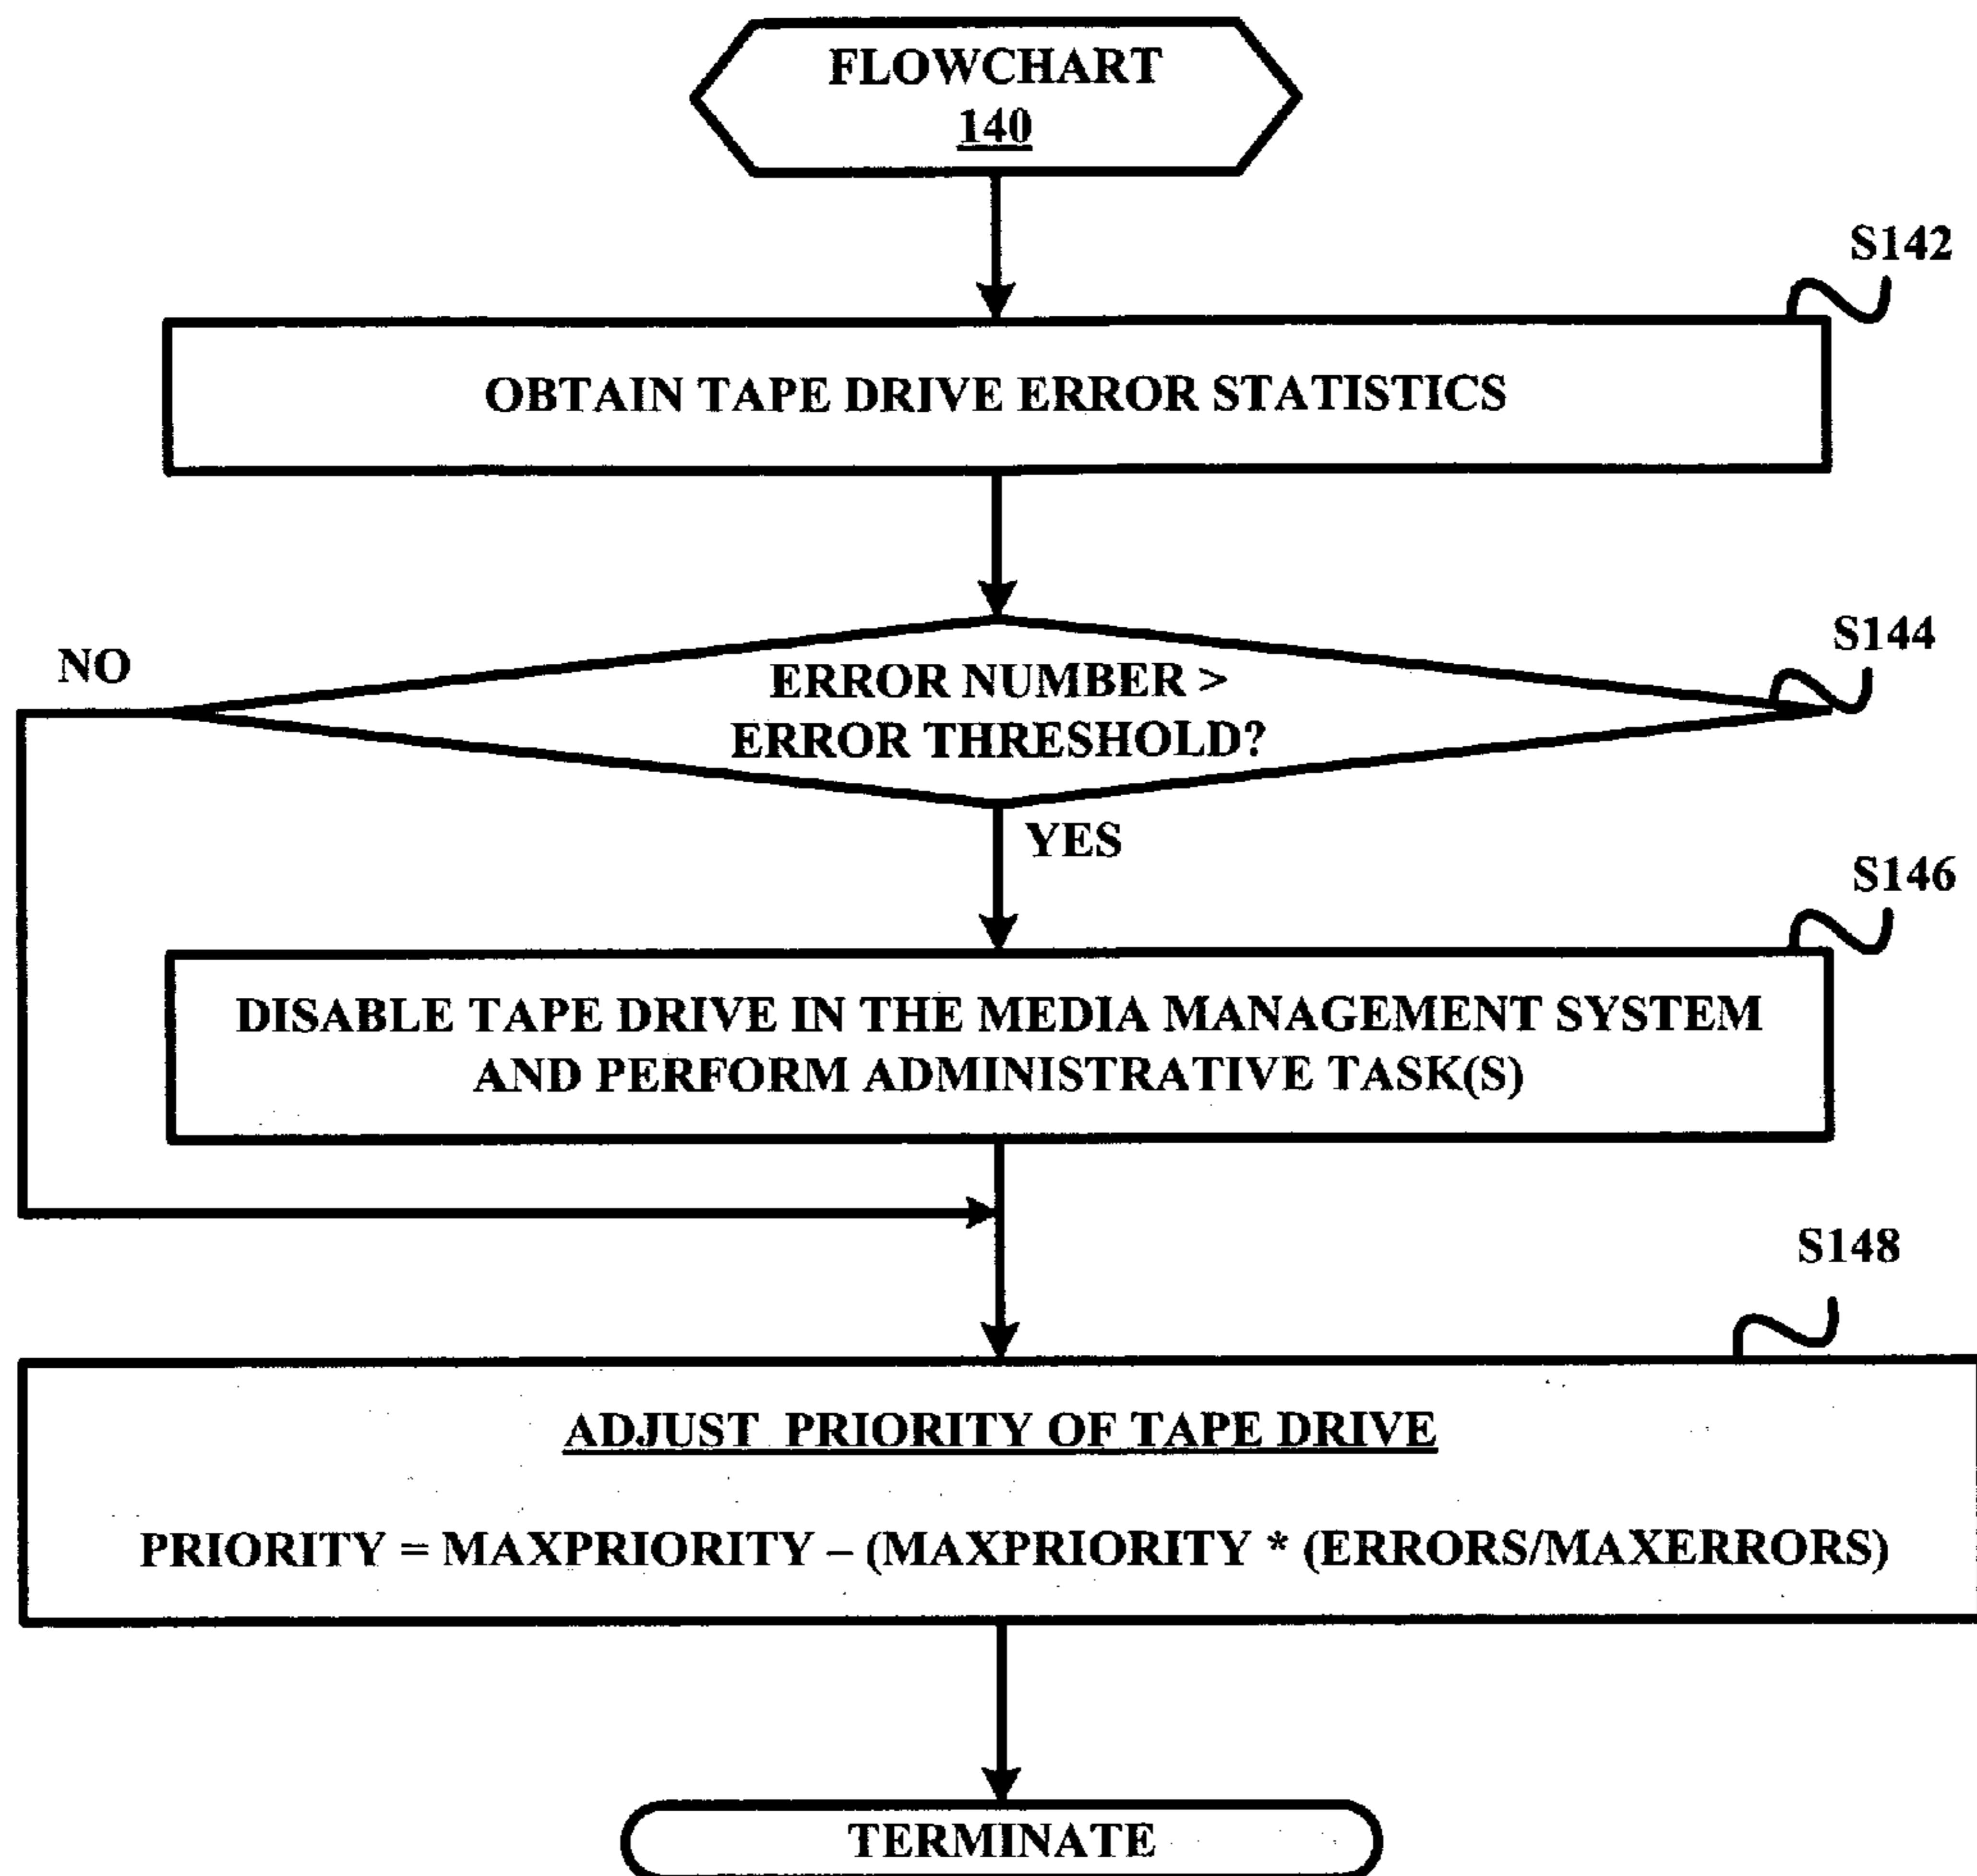 FLOWCHART
140
S142
OBTAIN TAPE DRIVE ERROR STATISTICS
S144
NO
ERROR NUMBER >
ERROR THRESHOLD?
YES
S146
DISABLE TAPE DRIVE IN THE MEDIA MANAGEMENT SYSTEM
AND PERFORM ADMINISTRATIVE TASK(S)
S148
ADJUST PRIORITY OF TAPE DRIVE
PRIORITY = MAXPRIORITY – (MAXPRIORITY * (ERRORS/MAXERRORS)
TERMINATE